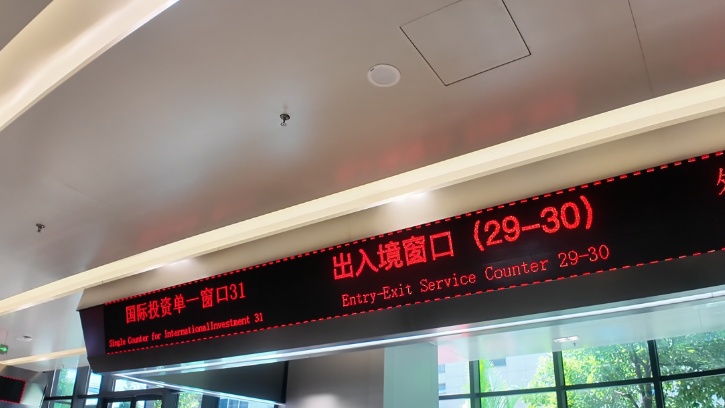 国际投资单一窗口31
Single Counter for InternationalInvestment 31
出入境窗口（29-30）
Entry-Exit Service Counter 29-30